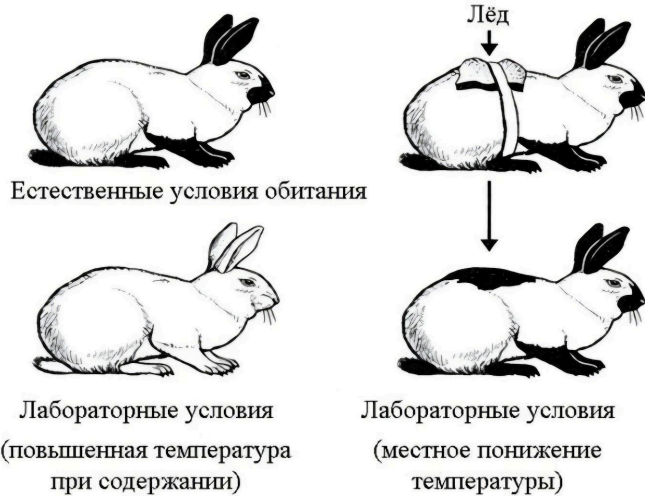 Лёд
Естественные условия обитания
Лабораторные условия
(повышенная температура
при содержании)
Лабораторные условия
(местное понижение
температуры)